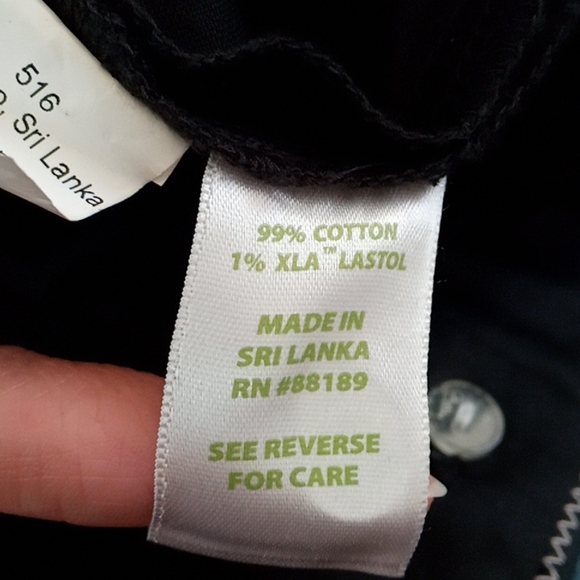 516
, Sri Lanka
99% COTTON
1% XLA™ LASTOL
MADE IN
SRI LANKA
RN #88189
SEE REVERSE
FOR CARE